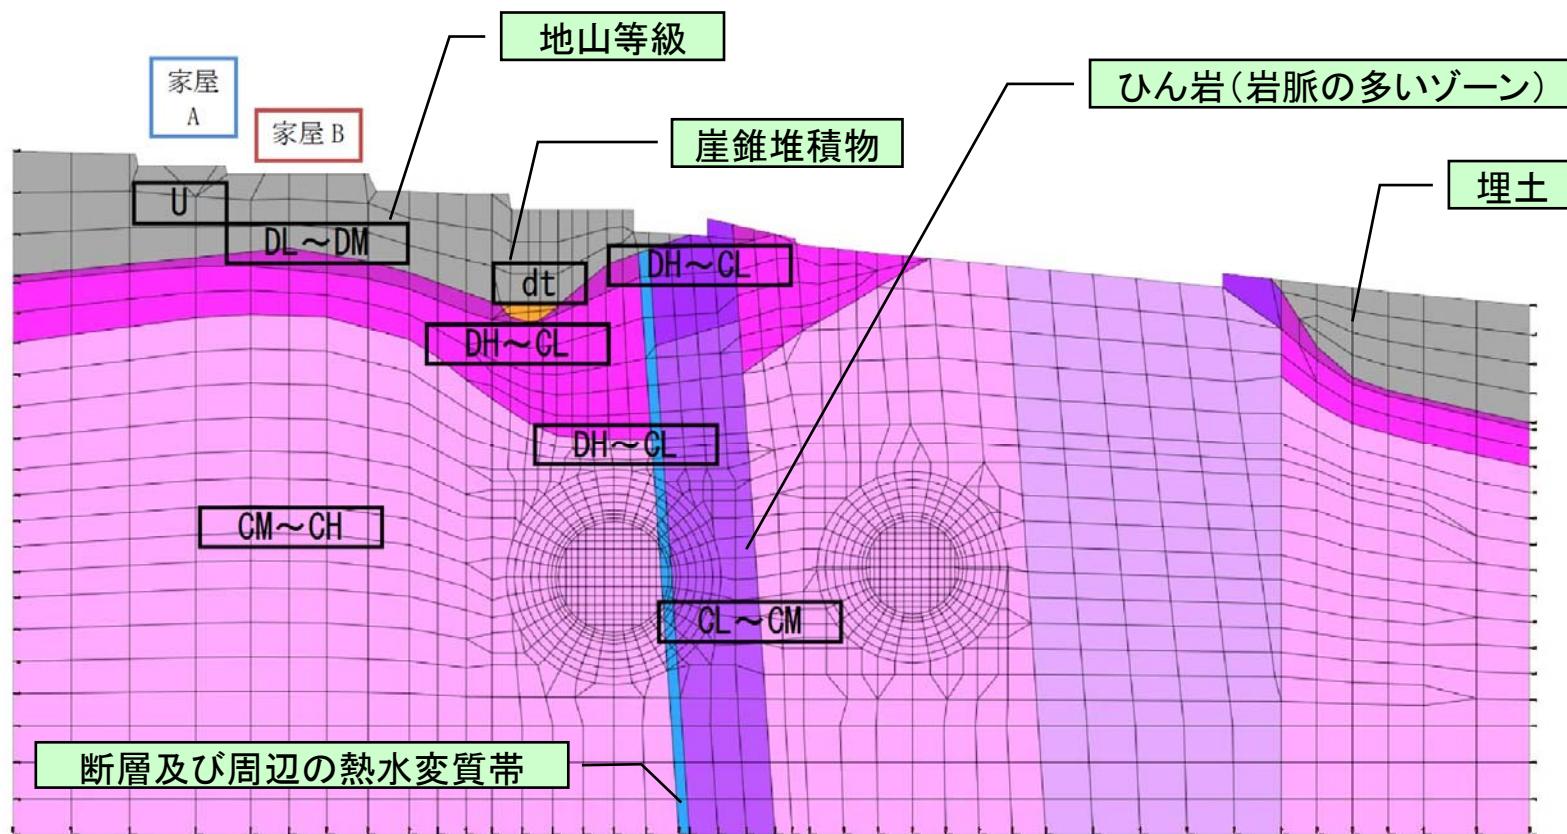 地山等級
家屋
A
家屋 B
ひん岩（岩脈の多いゾーン）
崖錐堆積物
埋土
U
DL～DM
DH～CL
dt
DH～CL
DH～CL
CM～CH
CL～CM
断層及び周辺の熱水変質帯